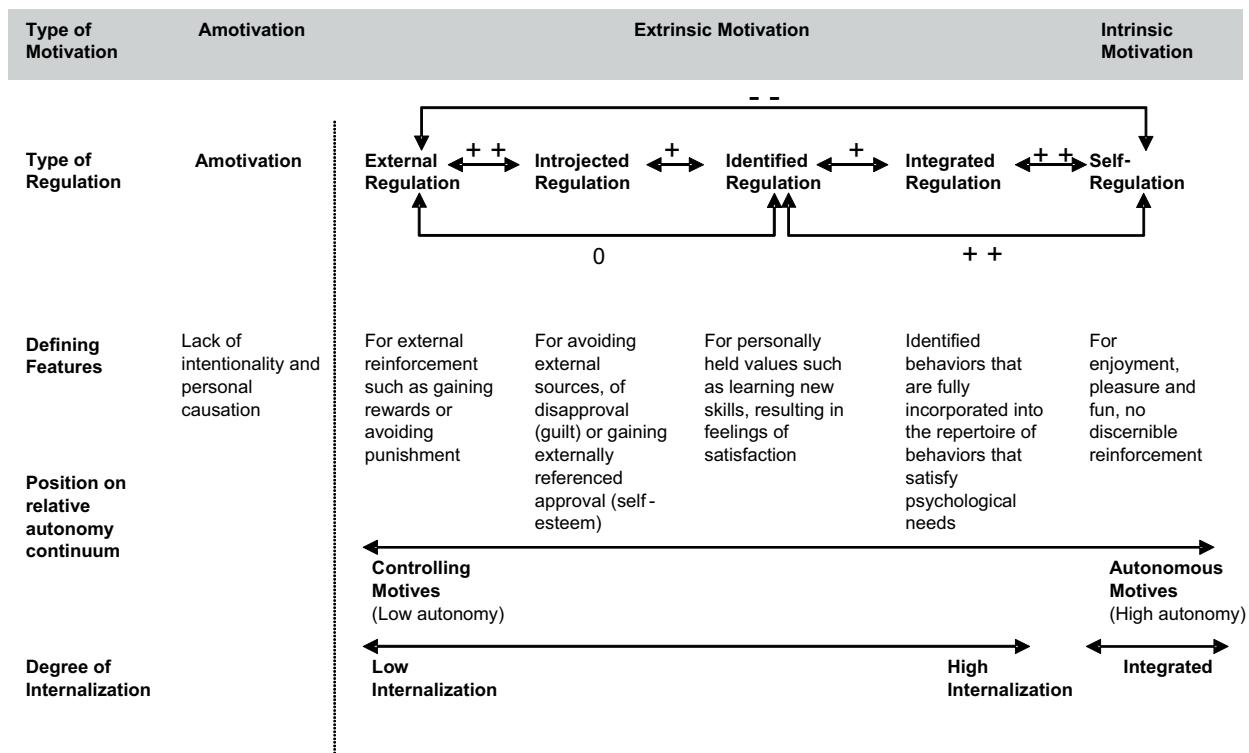 Type of
Motivation
Amotivation
Extrinsic Motivation
Intrinsic
Motivation
- -
Type of
Regulation
Amotivation
External
Regulation
+ +
Introjected
Regulation
+
Identified
Regulation
+
Integrated
Regulation
+ +
Self-
Regulation
0
+ +
Defining
Features
Lack of
intentionality and
personal
causation
For external
reinforcement
such as gaining
rewards or
avoiding
punishment
For avoiding
external
sources, of
disapproval
(guilt) or gaining
externally
referenced
approval (self-
esteem)
For personally
held values such
as learning new
skills, resulting in
feelings of
satisfaction
Identified
behaviors that
are fully
incorporated into
the repertoire of
behaviors that
satisfy
psychological
needs
For
enjoyment,
pleasure and
fun, no
discernible
reinforcement
Position on
relative
autonomy
continuum
Controlling
Motives
(Low autonomy)
Autonomous
Motives
(High autonomy)
Degree of
Internalization
Low
Internalization
High
Internalization
Integrated